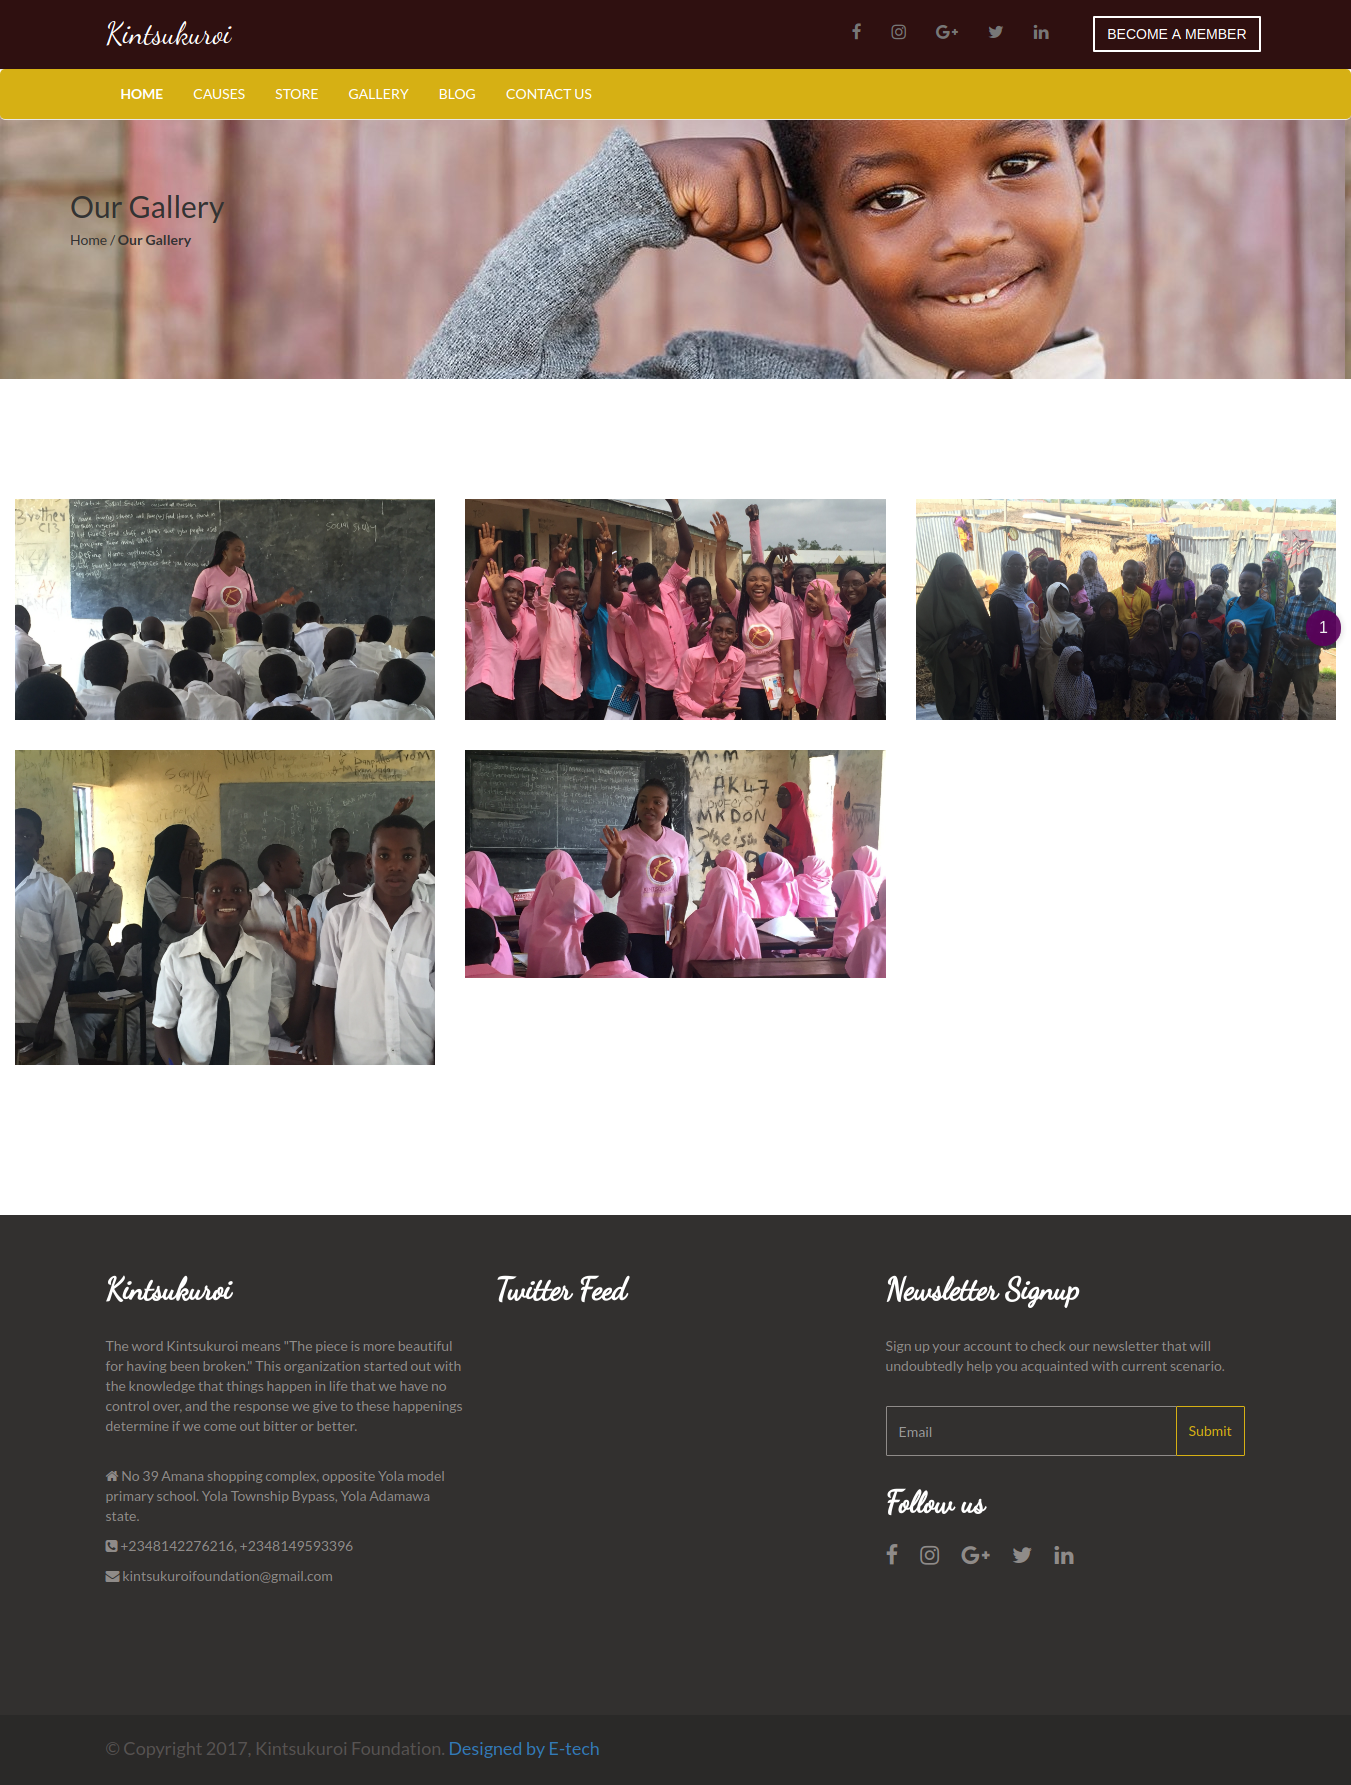 Kintsukuroi
BECOME A MEMBER
HOME CAUSES STORE GALLERY BLOG CONTACT US
Our Gallery
Home / Our Gallery
Social study
1
AK47
MKDON
Kintsukuroi
The word Kintsukuroi means "The piece is more beautiful
for having been broken." This organization started out with
the knowledge that things happen in life that we have no
control over, and the response we give to these happenings
determine if we come out bitter or better.
No 39 Amana shopping complex, opposite Yola model
primary school. Yola Township Bypass, Yola Adamawa
state.
+2348142276216, +2348149593396
kintsukuroifoundation@gmail.com
Twitter Feed
Newsletter Signup
Sign up your account to check our newsletter that will
undoubtedly help you acquainted with current scenario.
Email
Submit
Follow us
© Copyright 2017, Kintsukuroi Foundation. Designed by E-tech